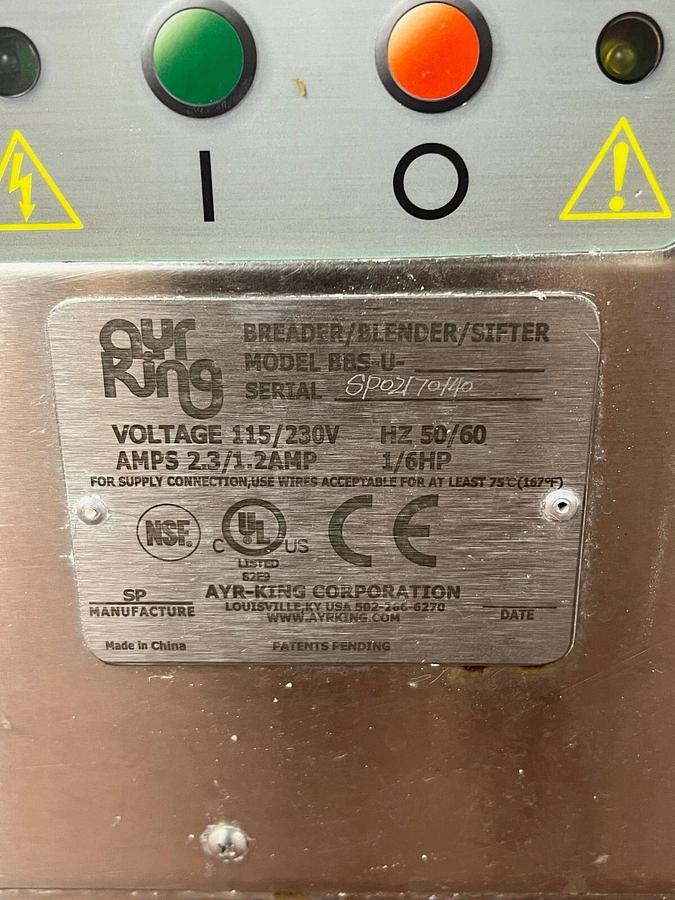 I O
ayr King
BREADER/BLENDER/SIFTER
MODEL BBS-U-
SERIAL SP02170140
VOLTAGE 115/230V HZ 50/60
AMPS 2.3/1.2AMP 1/6HP
FOR SUPPLY CONNECTION,USE WIRES ACCEPTABLE FOR AT LEAST 75℃(167℉)
NSF. C UL US CE
LISTED
82E9
SP
MANUFACTURE
AYR-KING CORPORATION
LOUISVILLE,KY USA 502-266-6270
WWW.AYRKING.COM
DATE
Made in China PATENTS PENDING